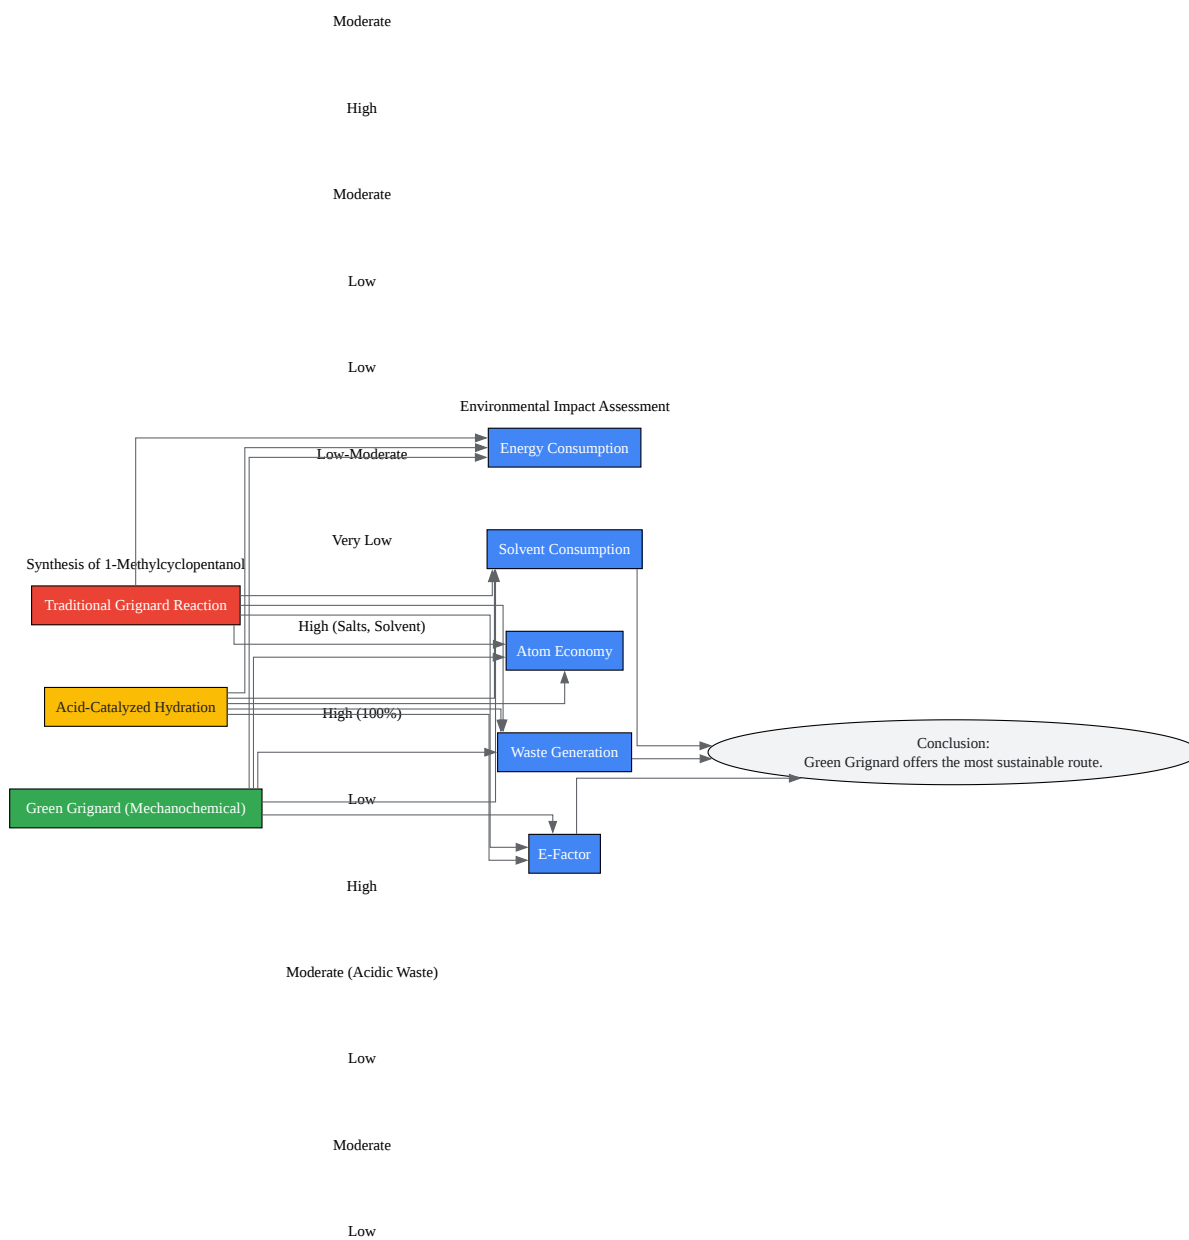 Moderate
High
Moderate
Low
Low
Environmental Impact Assessment
Energy Consumption
Low-Moderate
Very Low
Solvent Consumption
Synthesis of 1-Methylcyclopentanol
Traditional Grignard Reaction
High (Salts, Solvent)
Atom Economy
Acid-Catalyzed Hydration
High (100%)
Waste Generation
Conclusion:
Green Grignard offers the most sustainable route.
Low
Green Grignard (Mechanochemical)
E-Factor
High
Moderate (Acidic Waste)
Low
Moderate
Low